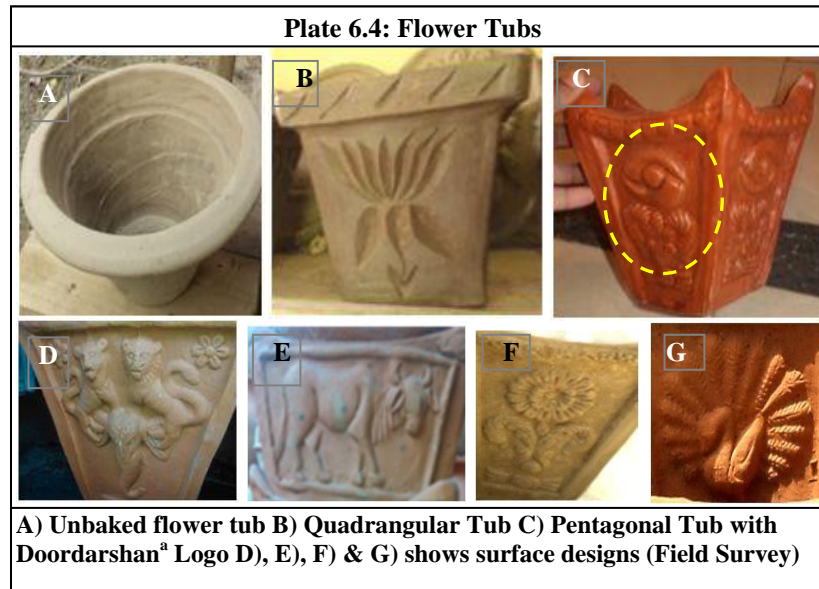 Plate 6.4: Flower Tubs
A
B
C
D
E
F
G
A) Unbaked flower tub B) Quadrangular Tub C) Pentagonal Tub with
Doordarshanª Logo D), E), F) & G) shows surface designs (Field Survey)